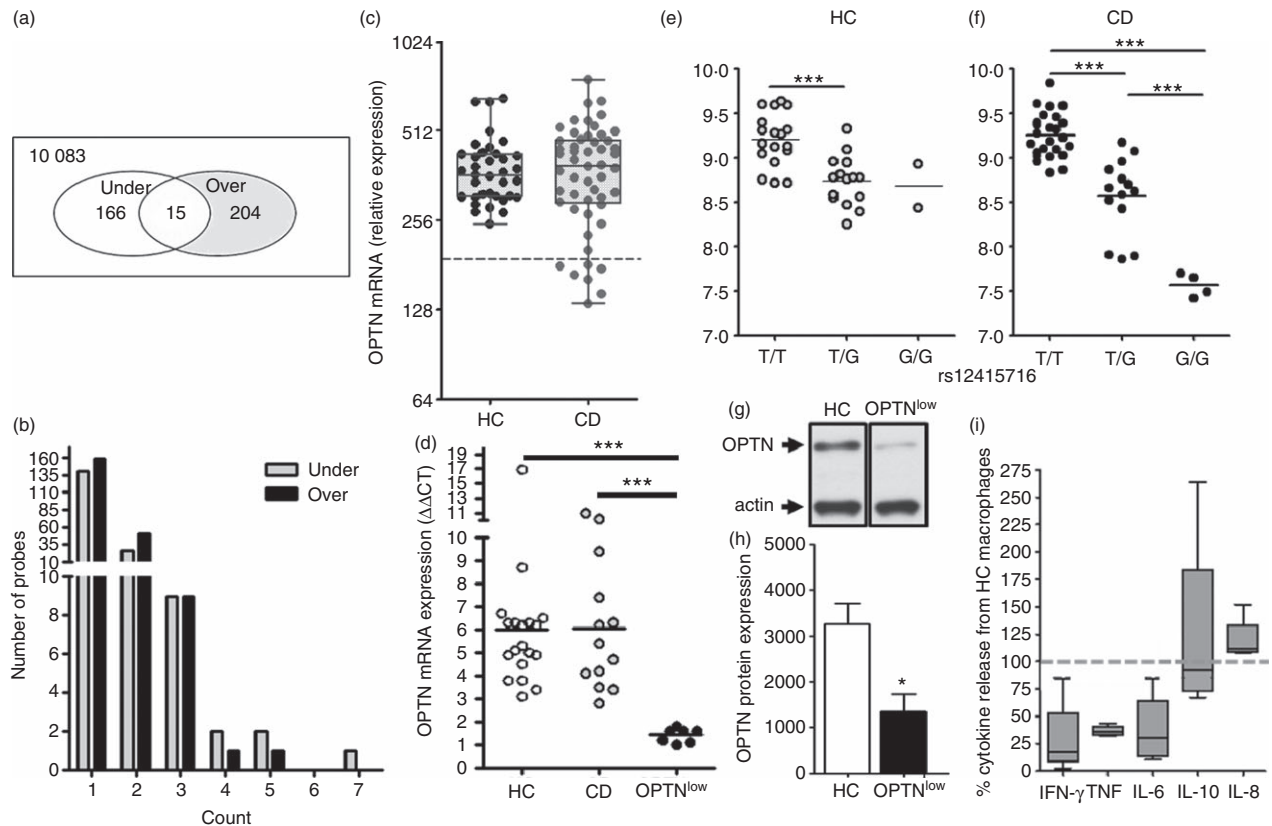 (a)
10 083
Under
Over
166
15
204
(b)
Number of probes
160
135
110
85
60
35
10
10
8
6
4
2
0
Under
Over
1 2 3 4 5 6 7
Count
(c)
OPTN mRNA (relative expression)
1024
512
256
128
64
HC CD
(d)
OPTN mRNA expression (ΔΔCT)
***
***
19
17
15
13
11
10
9
8
7
6
5
4
3
2
1
0
HC CD OPTNlow
(e)
HC
***
10·0
9·5
9·0
8·5
8·0
7·5
7·0
T/T T/G G/G
rs12415716
(f)
CD
***
***
***
10·0
9·5
9·0
8·5
8·0
7·5
7·0
T/T T/G G/G
(g)
HC OPTNlow
OPTN
actin
(h)
OPTN protein expression
5000
4000
3000
2000
1000
0
*
HC OPTNlow
(i)
% cytokine release from HC macrophages
275
250
225
200
175
150
125
100
75
50
25
0
IFN-γ TNF IL-6 IL-10 IL-8